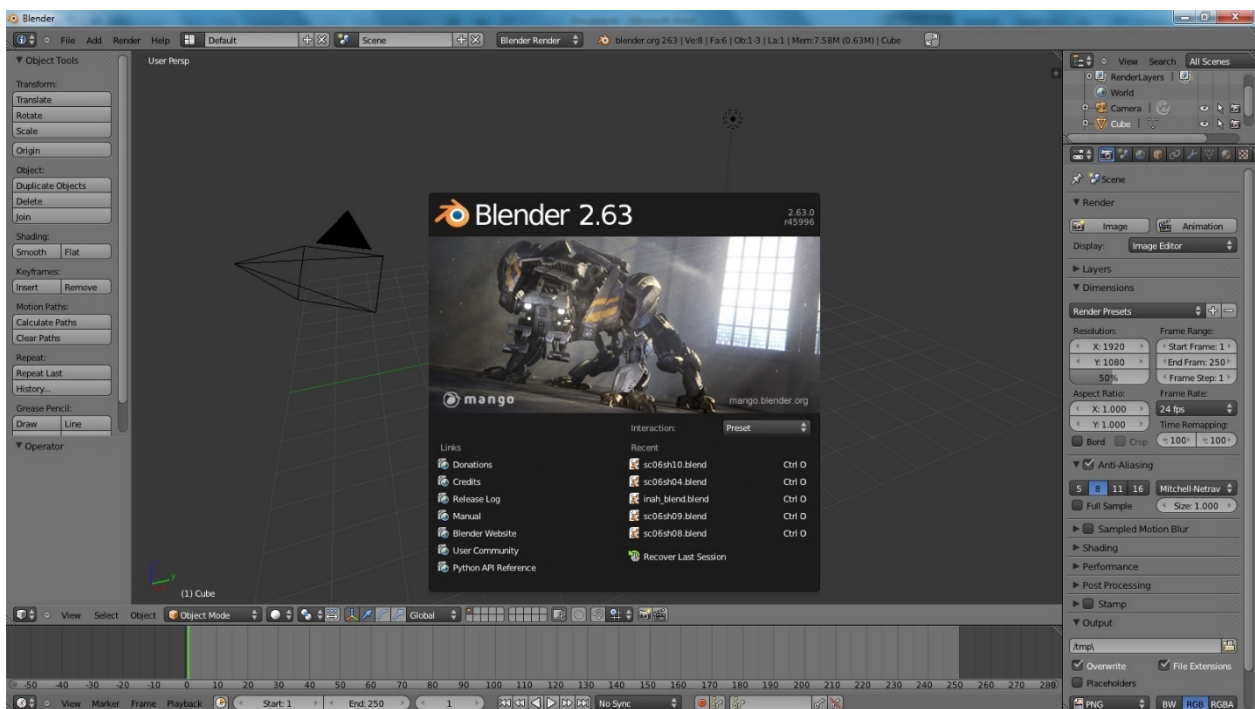 Blender
File Add Render Help Default Scene Blender Render blender.org 263 | Ve:8 | Fa:6 | Ob:1-3 | La:1 | Mem:7.58M (0.63M) | Cube
Object Tools
Transform:
Translate
Rotate
Scale
Origin
Object:
Duplicate Objects
Delete
Join
Shading:
Smooth Flat
Keyframes:
Insert Remove
Motion Paths:
Calculate Paths
Clear Paths
Repeat:
Repeat Last
History...
Grease Pencil:
Draw Line
Operator
User Persp
Blender 2.63
2.63.0
r45996
mango
mango.blender.org
Interaction: Preset
Links
Donations
Credits
Release Log
Manual
Blender Website
User Community
Python API Reference
Recent
sc06sh10.blend Ctrl O
sc06sh04.blend Ctrl O
inah_blend.blend Ctrl O
sc06sh09.blend Ctrl O
sc06sh08.blend Ctrl O
Recover Last Session
y
(1) Cube
View Select Object Object Mode Global
-50 -40 -30 -20 -10 0 10 20 30 40 50 60 70 80 90 100 110 120 130 140 150 160 170 180 190 200 210 220 230 240 250 260 270 280
View Marker Frame Playback Start: 1 End: 250 1 No Sync
View Search All Scenes
RenderLayers |
World
Camera |
Cube |
Scene
Render
Image Animation
Display: Image Editor
Layers
Dimensions
Render Presets
Resolution: Frame Range:
X: 1920 Start Frame: 1
Y: 1080 End Fram: 250
50% Frame Step: 1
Aspect Ratio: Frame Rate:
X: 1.000 24 fps
Y: 1.000 Time Remapping:
Bord Crop : 100 : 100
Anti-Aliasing
5 8 11 16 Mitchell-Netrav
Full Sample Size: 1.000
Sampled Motion Blur
Shading
Performance
Post Processing
Stamp
Output
/tmp\
Overwrite File Extensions
Placeholders
PNG BW RGB RGBA